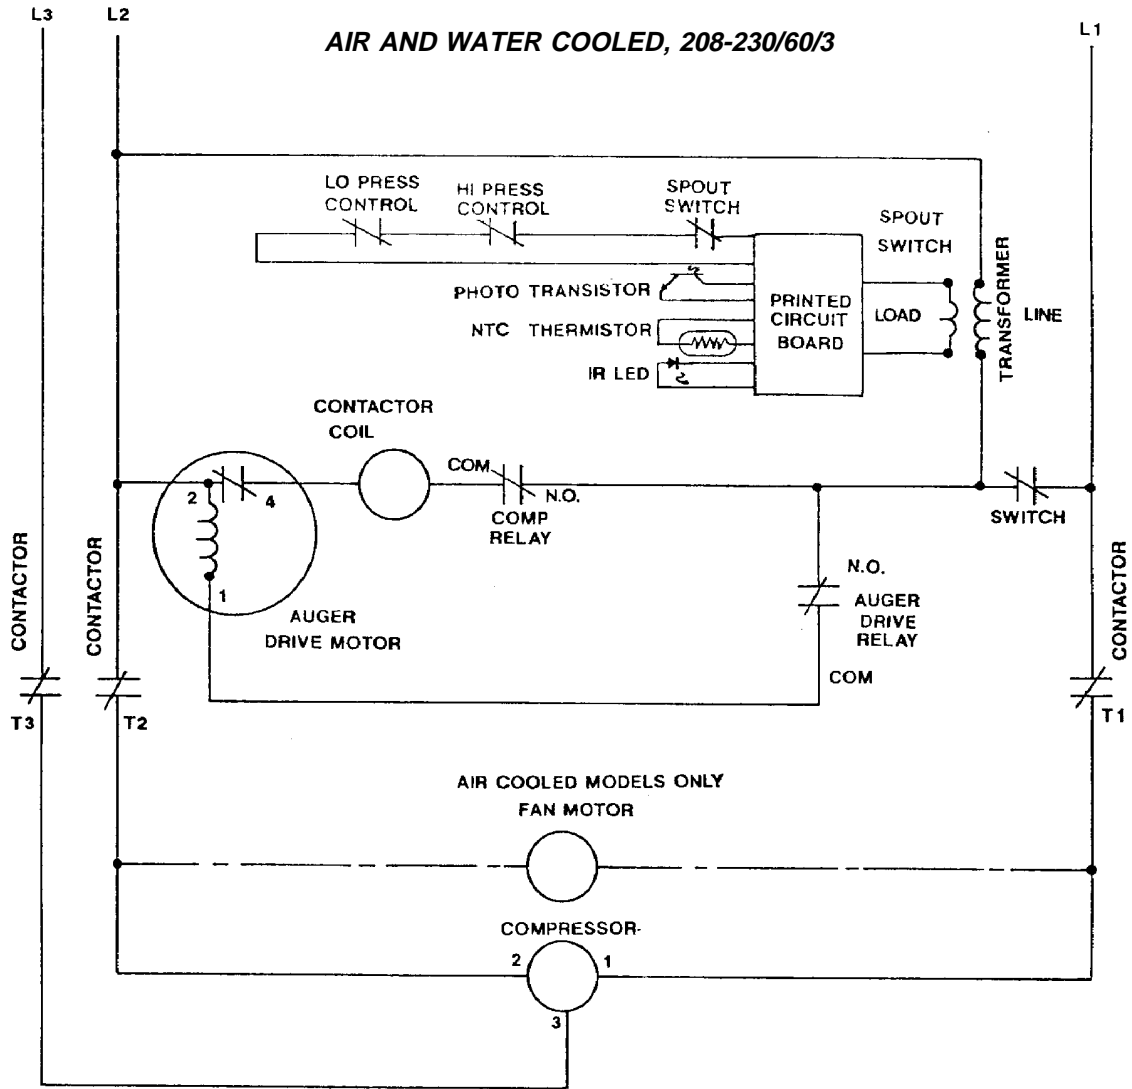 L3
L2
AIR AND WATER COOLED, 208-230/60/3
L1
LO PRESS
CONTROL
HI PRESS
CONTROL
SPOUT
SWITCH
SPOUT
SWITCH
PHOTO TRANSISTOR
NTC THERMISTOR
IR LED
PRINTED
CIRCUIT
BOARD
LOAD
TRANSFORMER
LINE
CONTACTOR
COIL
COM
N.O.
COMP
RELAY
SWITCH
2
4
1
AUGER
DRIVE MOTOR
N.O.
AUGER
DRIVE
RELAY
COM
CONTACTOR
CONTACTOR
CONTACTOR
T3
T2
T1
AIR COOLED MODELS ONLY
FAN MOTOR
COMPRESSOR
2
1
3